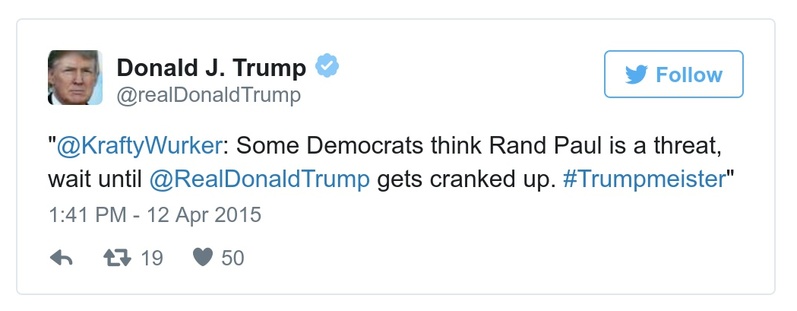 Donald J. Trump
@realDonaldTrump
Follow
"@KraftyWurker: Some Democrats think Rand Paul is a threat,
wait until @RealDonaldTrump gets cranked up. #Trumpmeister"
1:41 PM - 12 Apr 2015
19 50